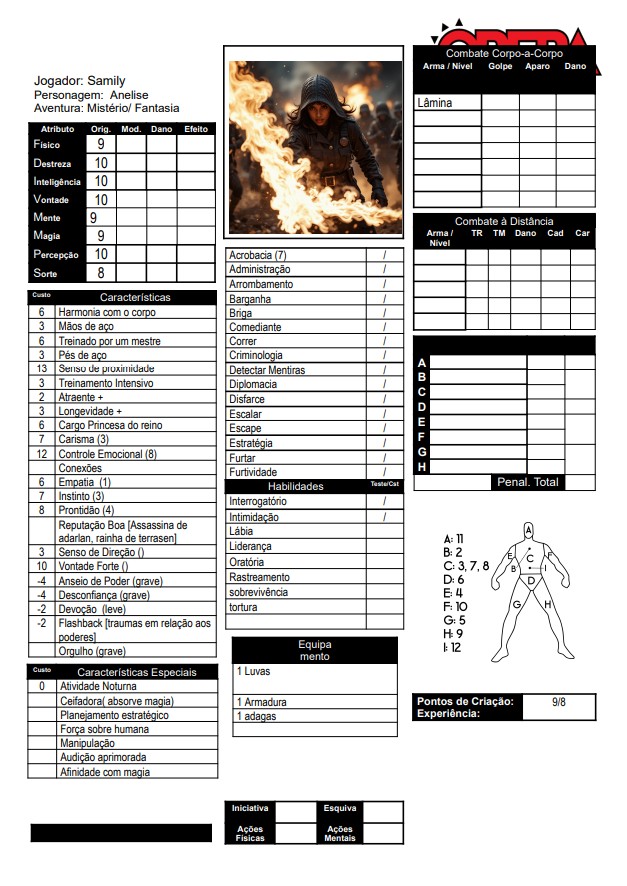 OPERA
Jogador: Samily
Personagem: Anelise
Aventura: Mistério/ Fantasia
Atributo Orig. Mod. Dano Efeito
Fisico 9
Destreza 10
Inteligência 10
Vontade 10
Mente 9
Magia 9
Percepção 10
Sorte 8
Custo Características
6 Harmonia com o corpo
3 Mãos de aço
6 Treinado por um mestre
3 Pés de aço
13 Senso de proximidade
3 Treinamento Intensivo
2 Atraente +
3 Longevidade +
6 Cargo Princesa do reino
7 Carisma (3)
12 Controle Emocional (8)
Conexões
6 Empatia (1)
7 Instinto (3)
8 Prontidão (4)
Reputação Boa [Assassina de
adarlan, rainha de terrasen]
3 Senso de Direção ()
10 Vontade Forte ()
-4 Anseio de Poder (grave)
-4 Desconfiança (grave)
-2 Devoção (leve)
-2 Flashback [traumas em relação aos
poderes]
Orgulho (grave)
Custo Características Especiais
0 Atividade Noturna
Ceifadora( absorve magia)
Planejamento estratégico
Força sobre humana
Manipulação
Audição aprimorada
Afinidade com magia
Acrobacia (7) /
Administração /
Arrombamento /
Barganha /
Briga /
Comediante /
Correr /
Criminologia /
Detectar Mentiras /
Diplomacia /
Disfarce /
Escalar /
Escape /
Estratégia /
Furtar /
Furtividade /
Habilidades Teste/Cst
Interrogatório /
Intimidação /
Lábia
Liderança
Oratória
Rastreamento
sobrevivência
tortura
Equipa
mento
1 Luvas
1 Armadura
1 adagas
Iniciativa Esquiva
Ações
Físicas
Ações
Mentais
Combate Corpo-a-Corpo
Arma / Nível Golpe Aparo Dano
Lâmina
Combate à Distância
Arma /
Nível
TR TM Dano Cad Car
A
B
C
D
E
F
G
H
Penal. Total
A: 11
B: 2
C: 3, 7, 8
D: 6
E: 4
F: 10
G: 5
H: 9
I: 12
A
E
F
C
B
I
D
G
H
Pontos de Criação: 9/8
Experiência: